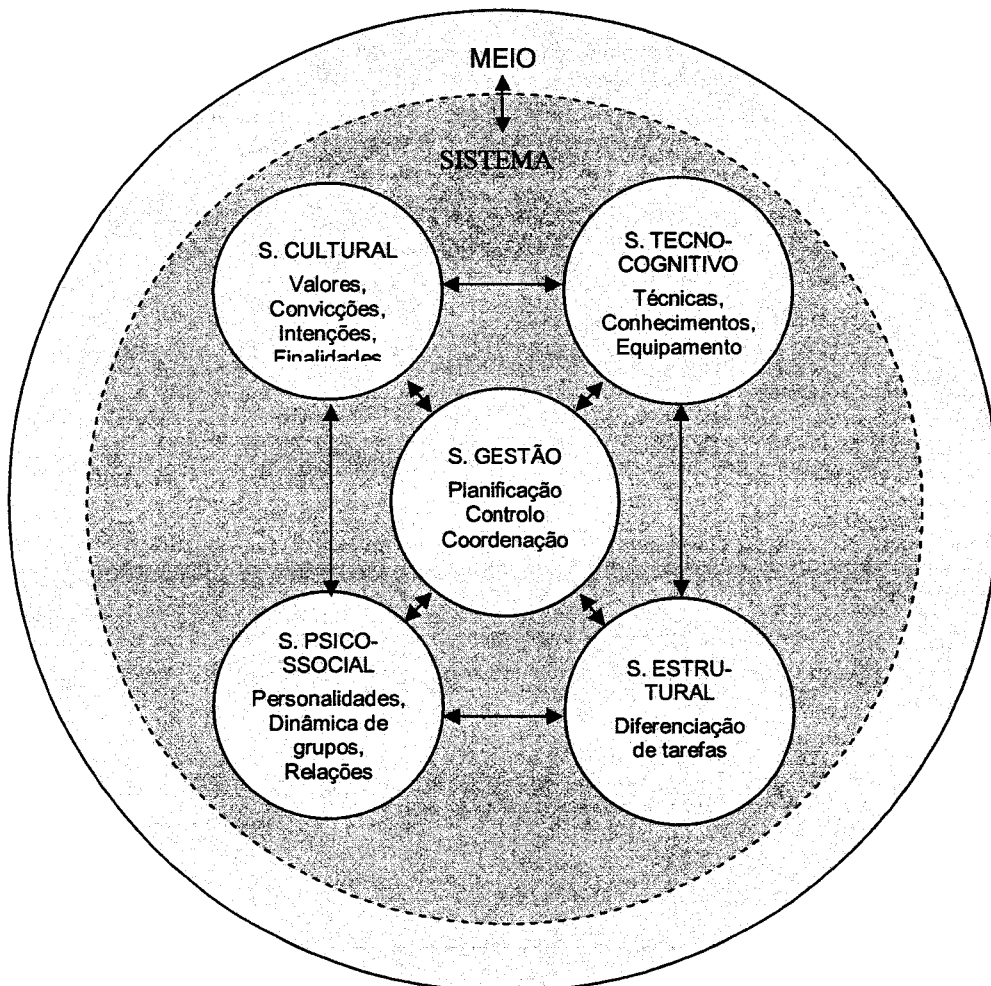 MEIO
SISTEMA
S. CULTURAL
Valores,
Convicções,
Intenções,
Finalidades
S. TECNO-
COGNITIVO
Técnicas,
Conhecimentos,
Equipamento
S. GESTÃO
Planificação
Controlo
Coordenação
S. PSICO-
SSOCIAL
Personalidades,
Dinâmica de
grupos,
Relações
S. ESTRU-
TURAL
Diferenciação
de tarefas